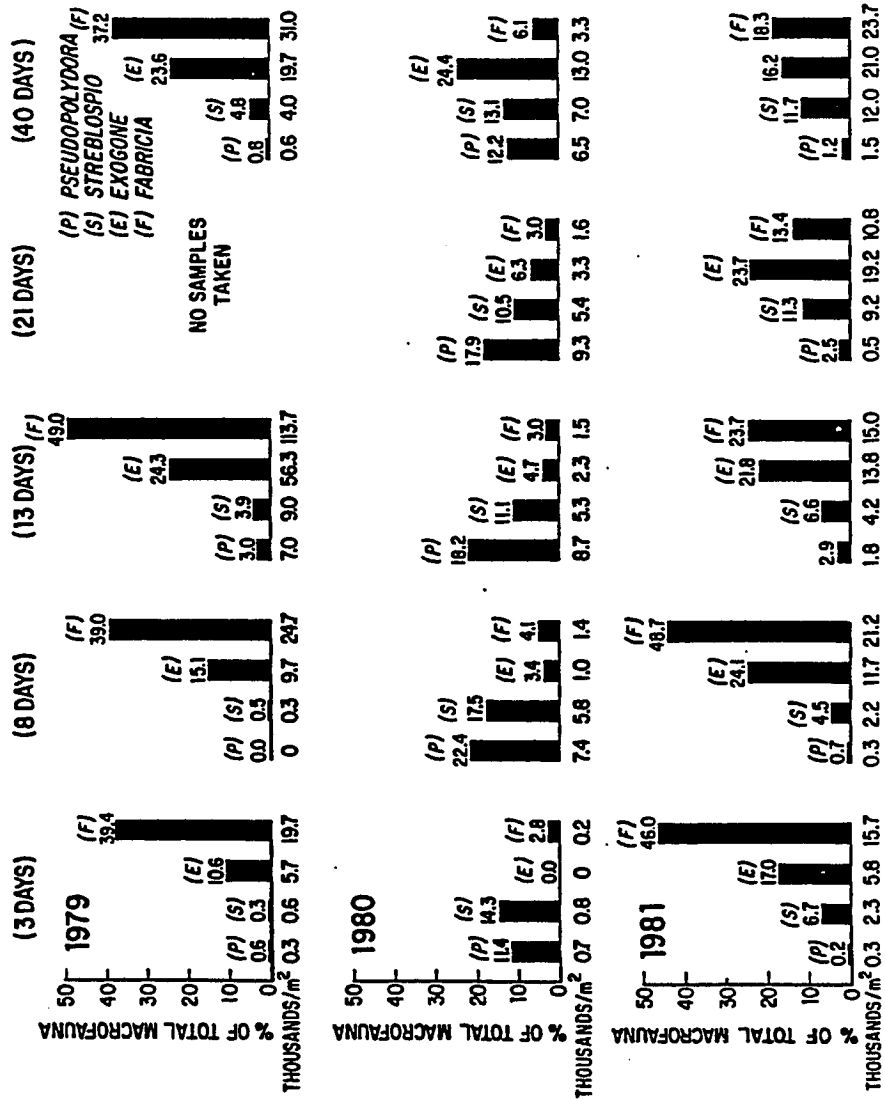 (3 DAYS) (8 DAYS) (13 DAYS) (21 DAYS) (40 DAYS)
(P) PSEUDOPOLYDORA
(S) STREBLOSPIO
(E) EXOGONE
(F) FABRICIA
1979
% OF TOTAL MACROFAUNA
50
40
30
20
10
0
(P) (S) (E) (F)
0.6 0.3 10.6 39.4
(P) (S) (E) (F)
0.0 0.5 15.1 39.0
(P) (S) (E) (F)
3.0 3.9 24.3 49.0
NO SAMPLES
TAKEN
(P) (S) (E) (F)
0.8 4.8 23.6 37.2
THOUSANDS/m² 0.3 0.6 5.7 19.7 0 0.3 9.7 24.7 7.0 9.0 56.3 113.7 0.6 4.0 19.7 31.0
1980
% OF TOTAL MACROFAUNA
50
40
30
20
10
0
(P) (S) (E) (F)
11.4 14.3 0.0 2.8
(P) (S) (E) (F)
22.4 17.5 3.4 4.1
(P) (S) (E) (F)
18.2 11.1 4.7 3.0
(P) (S) (E) (F)
17.9 10.5 6.3 3.0
(P) (S) (E) (F)
12.2 13.1 24.4 6.1
THOUSANDS/m² 0.7 0.8 0 0.2 7.4 5.8 1.0 1.4 8.7 5.3 2.3 1.5 9.3 5.4 3.3 1.6 6.5 7.0 13.0 3.3
1981
% OF TOTAL MACROFAUNA
50
40
30
20
10
0
(P) (S) (E) (F)
0.2 6.7 17.0 46.0
(P) (S) (E) (F)
0.7 4.5 24.1 48.7
(S) (E) (F)
2.9 6.6 21.8 23.7
(P) (S) (E) (F)
2.5 11.3 23.7 13.4
(P) (S) (F)
1.2 11.7 16.2 18.3
THOUSANDS/m² 0.3 2.3 5.8 15.7 0.3 2.2 11.7 21.2 1.8 4.2 13.8 15.0 0.5 9.2 19.2 10.8 1.5 12.0 21.0 23.7